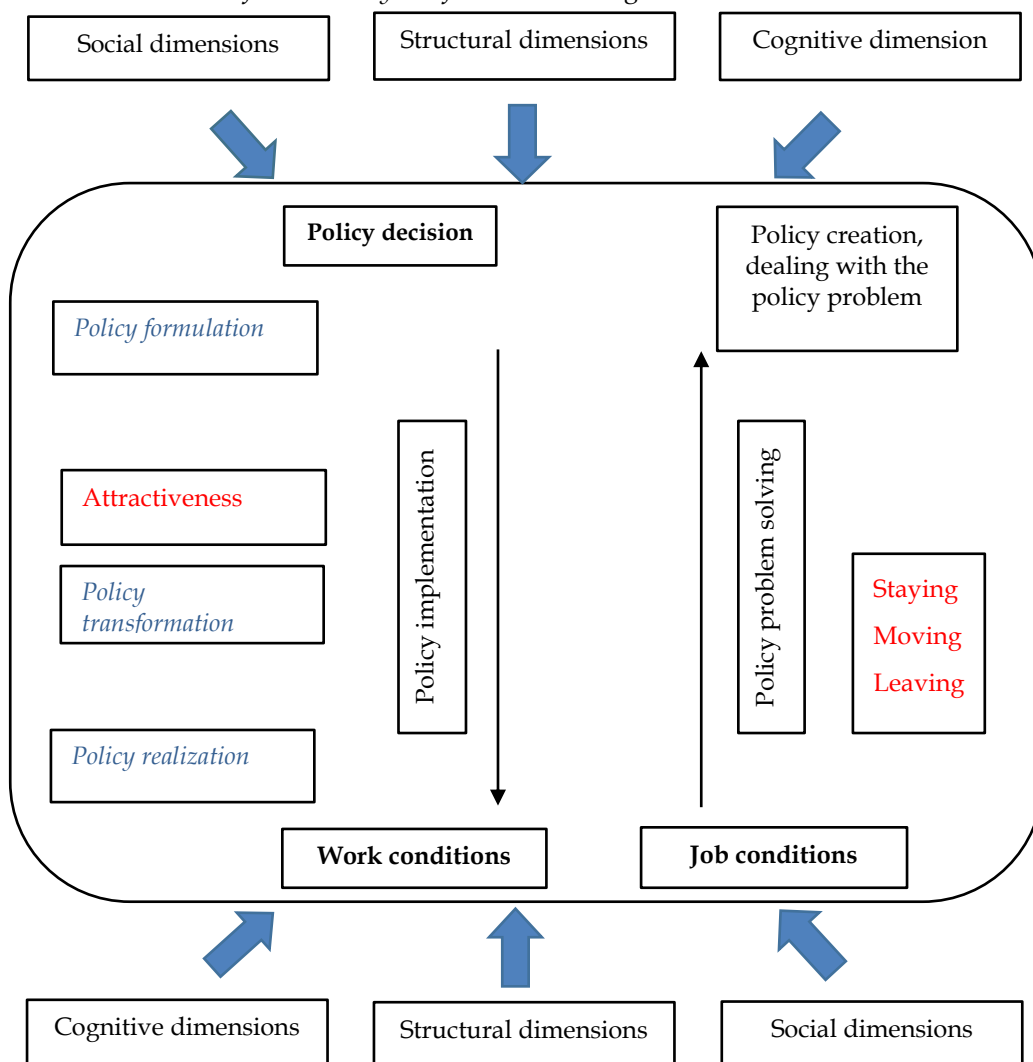 Social dimensions
Structural dimensions
Cognitive dimension
Policy decision
Policy creation,
dealing with the
policy problem
Policy formulation
Policy implementation
Policy problem solving
Attractiveness
Policy
transformation
Staying
Moving
Leaving
Policy realization
Work conditions
Job conditions
Cognitive dimensions
Structural dimensions
Social dimensions